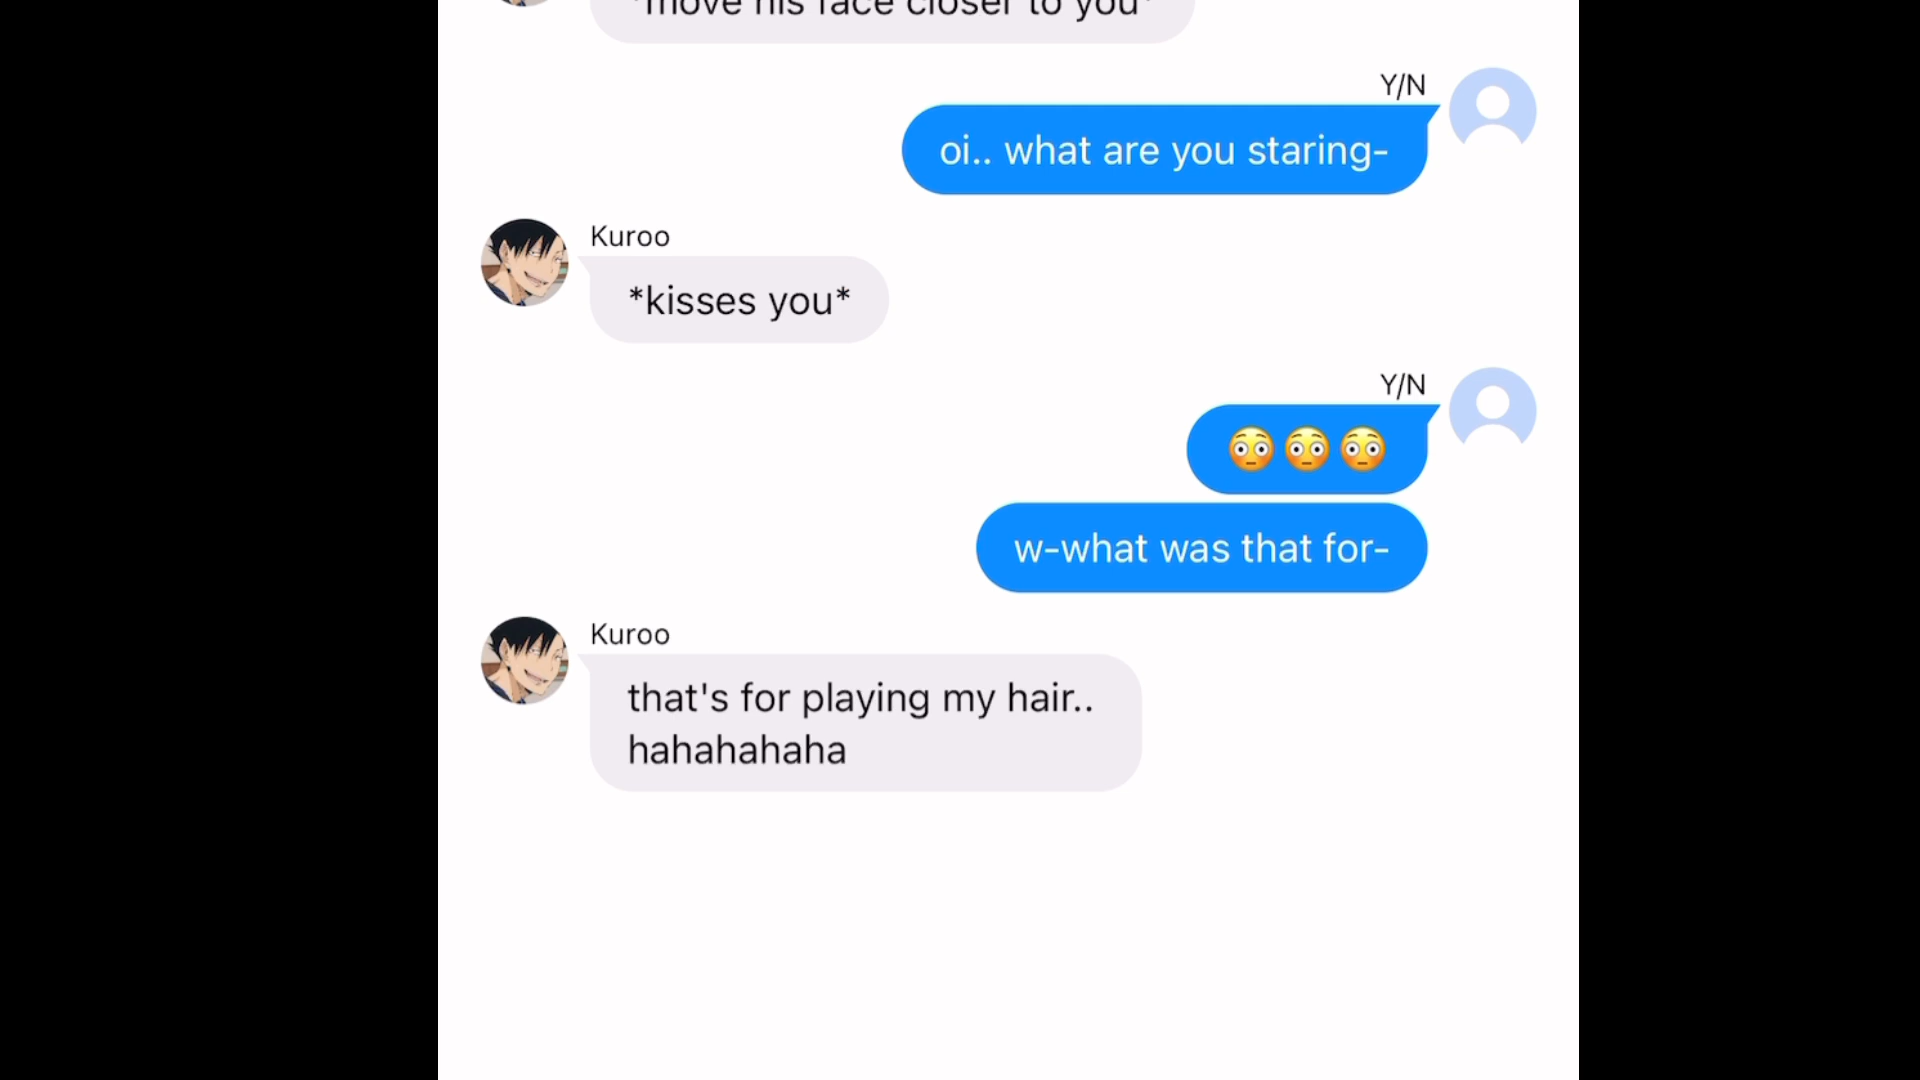 *move his face closer to you*
Y/N
oi.. what are you staring-
Kuroo
*kisses you*
Y/N
😳😳😳
w-what was that for-
Kuroo
that's for playing my hair..
hahahahaha